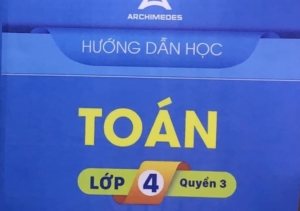 ARCHIMEDES
HƯỚNG DẪN HỌC
TOÁN
LỚP 4 Quyển 3